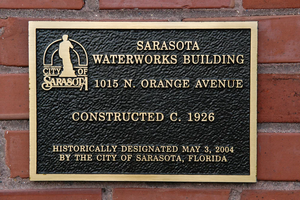 SARASOTA
WATERWORKS BUILDING
CITY OF
SARASOTA
1015 N. ORANGE AVENUE
CONSTRUCTED C. 1926
HISTORICALLY DESIGNATED MAY 3, 2004
BY THE CITY OF SARASOTA, FLORIDA